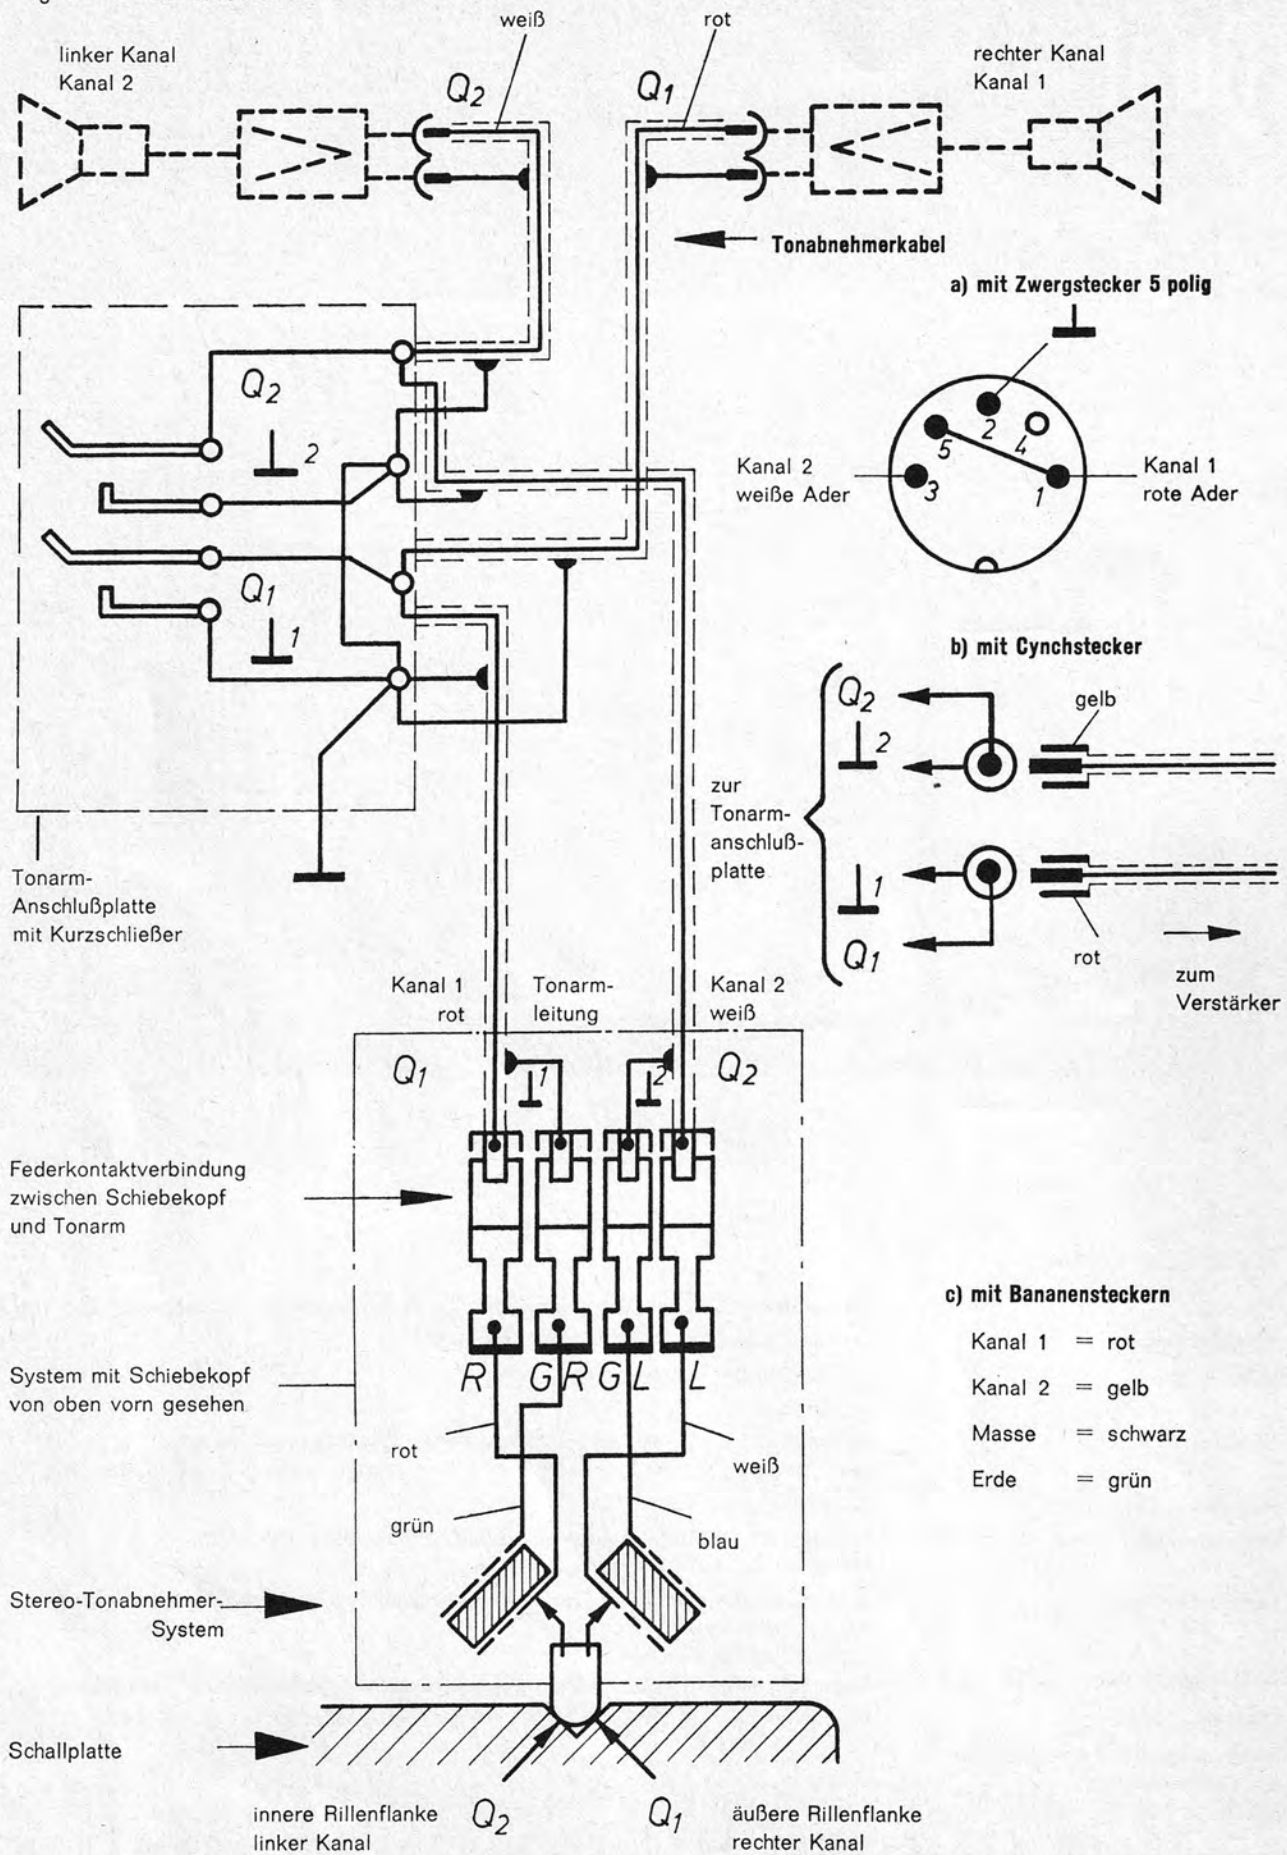 weiß
rot
linker Kanal
Kanal 2
Q2
Q1
rechter Kanal
Kanal 1
Tonabnehmerkabel
a) mit Zwergstecker 5 polig
Q2
2
Q1
1
2
5
4
3
1
Kanal 2
weiße Ader
Kanal 1
rote Ader
b) mit Cynchstecker
Q2
2
gelb
zur
Tonarm-
anschluß-
platte
1
Q1
rot
zum
Verstärker
Tonarm-
Anschlußplatte
mit Kurzschließer
Kanal 1
rot
Tonarm-
leitung
Kanal 2
weiß
Q1
1
2
Q2
Federkontaktverbindung
zwischen Schiebekopf
und Tonarm
R GR GL L
System mit Schiebekopf
von oben vorn gesehen
rot
weiß
grün
blau
c) mit Bananensteckern
Kanal 1 = rot
Kanal 2 = gelb
Masse = schwarz
Erde = grün
Stereo-Tonabnehmer-
System
Schallplatte
innere Rillenflanke
linker Kanal
Q2
Q1
äußere Rillenflanke
rechter Kanal